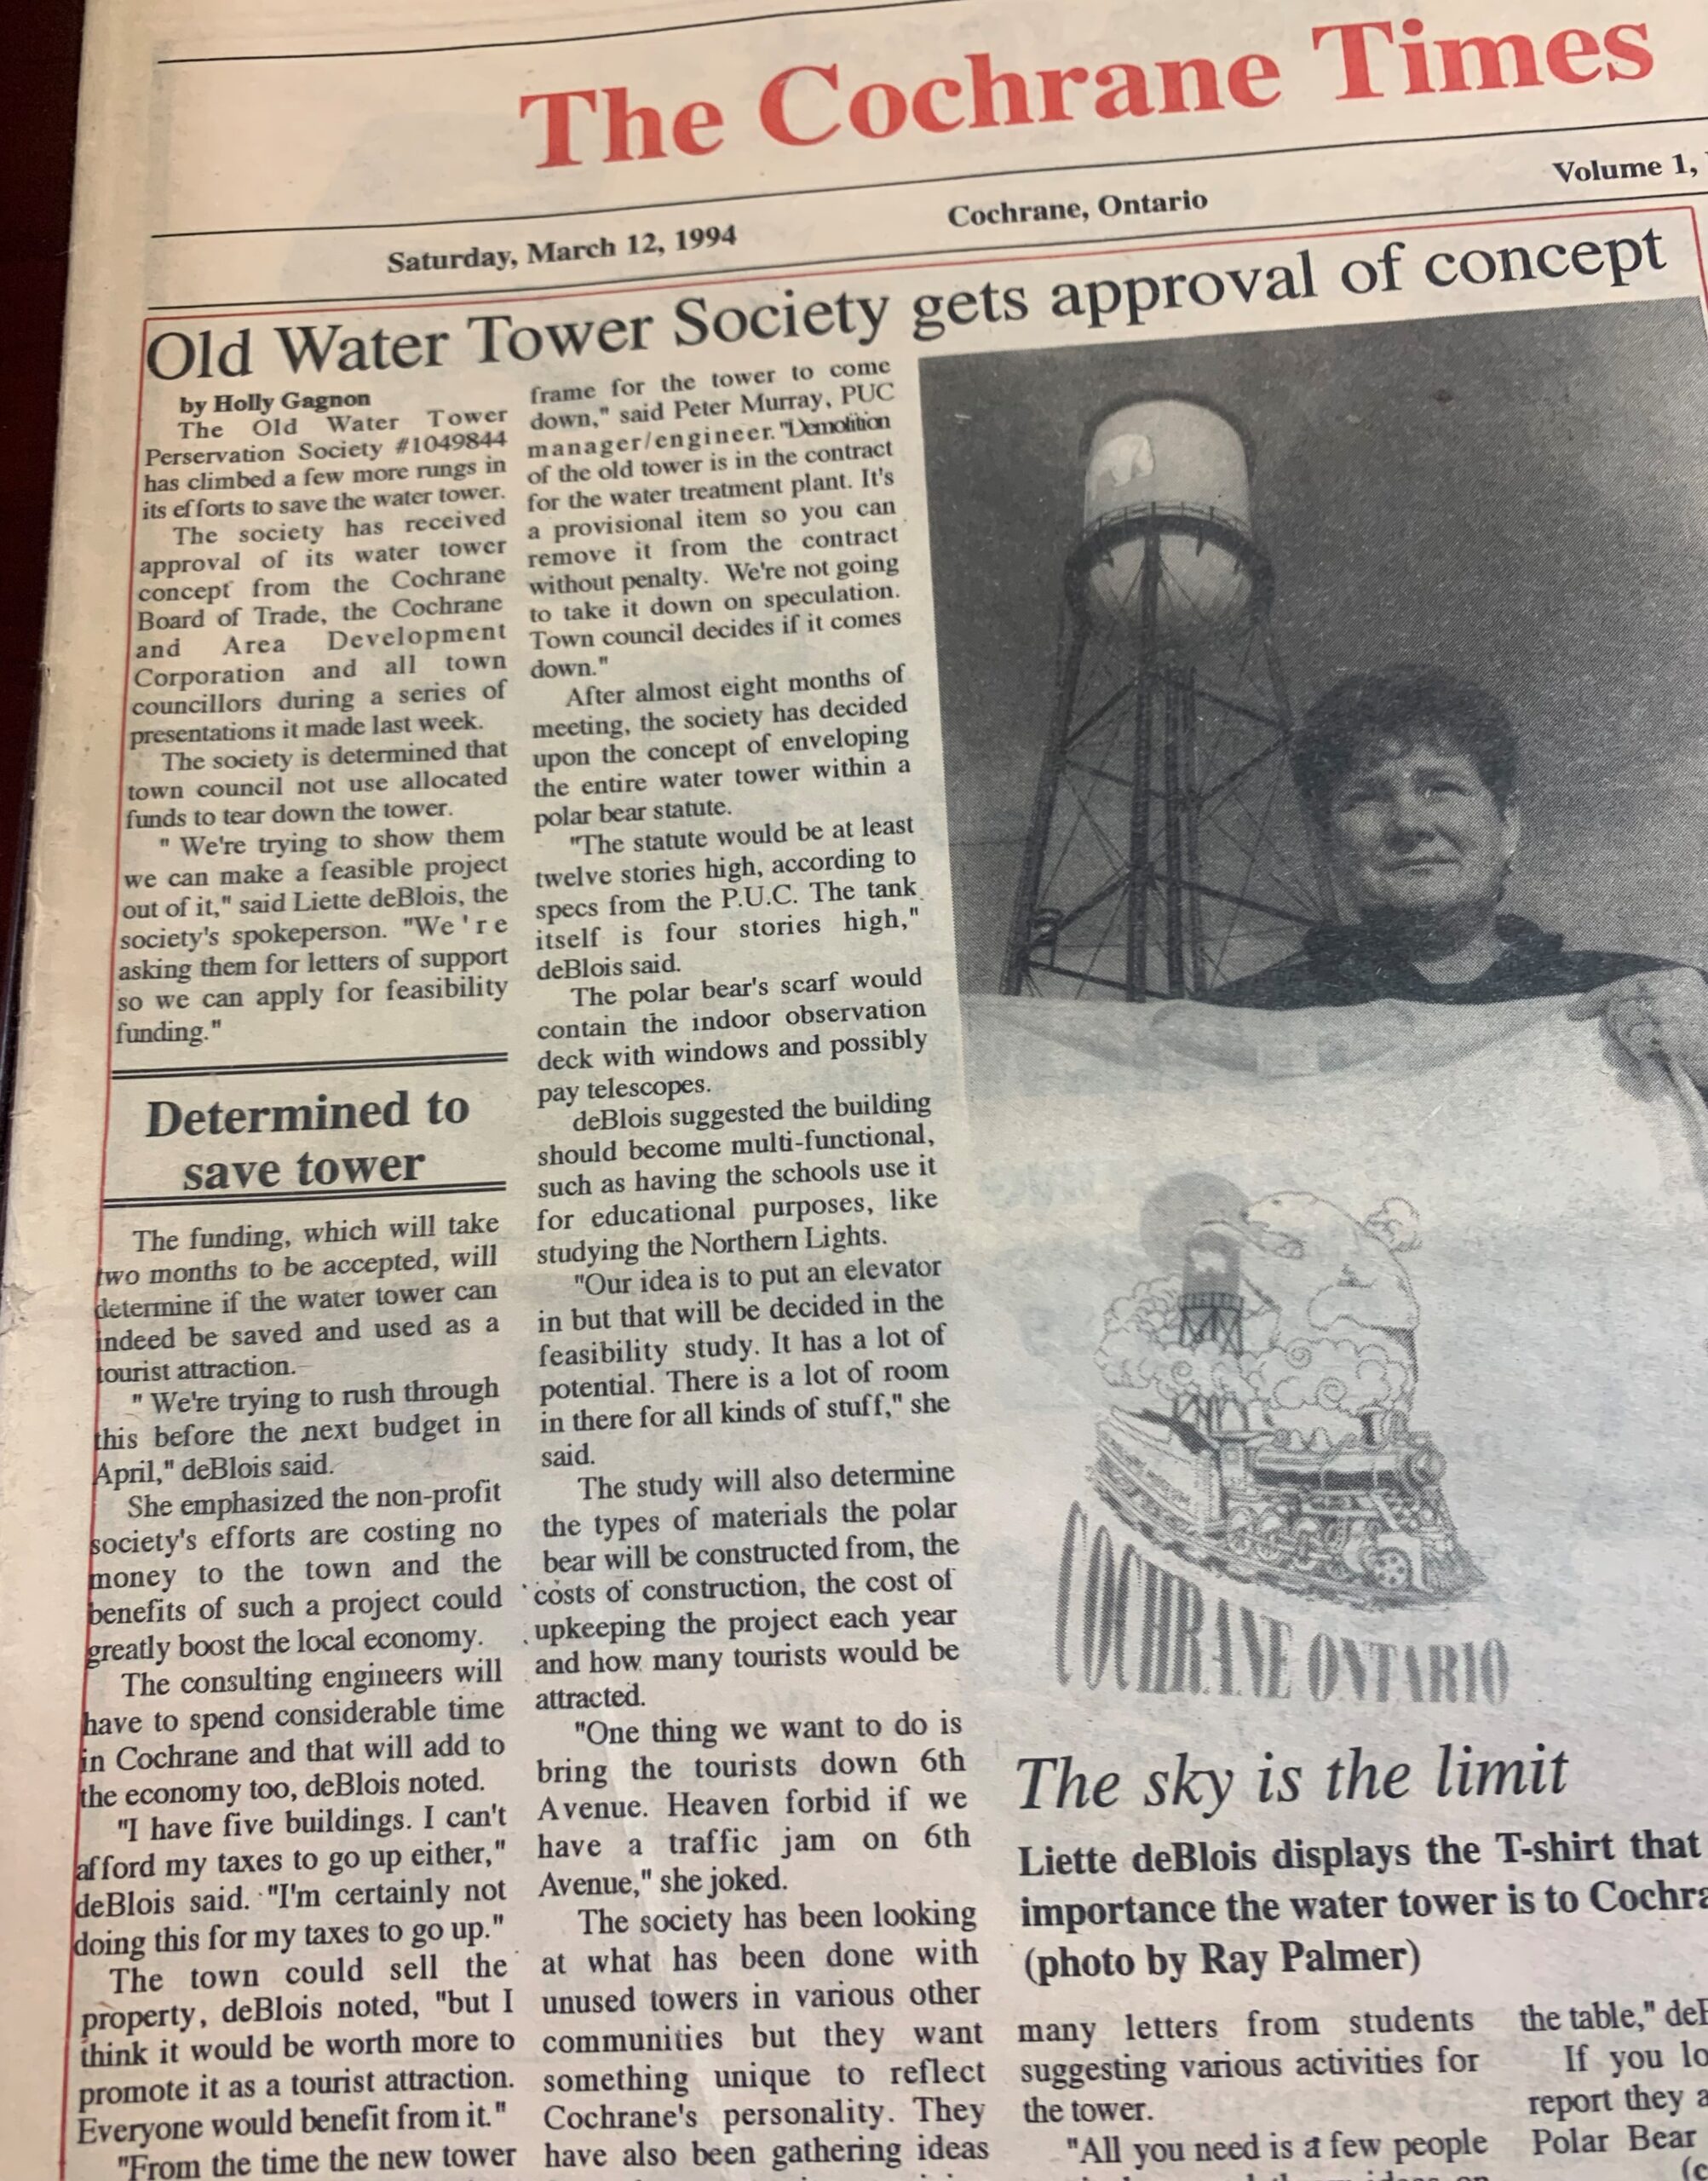 The Cochrane Times
Saturday, March 12, 1994
Cochrane, Ontario
Volume 1,
Old Water Tower Society gets approval of concept
by Holly Gagnon
The Old Water Tower
Perservation Society #1049844
has climbed a few more rungs in
its efforts to save the water tower.
The society has received
approval of its water tower
concept from the Cochrane
Board of Trade, the Cochrane
and Area Development
Corporation and all town
councillors during a series of
presentations it made last week.
The society is determined that
town council not use allocated
funds to tear down the tower.
" We're trying to show them
we can make a feasible project
out of it," said Liette deBlois, the
society's spokeperson. "We're
asking them for letters of support
so we can apply for feasibility
funding."
Determined to
save tower
The funding, which will take
two months to be accepted, will
determine if the water tower can
indeed be saved and used as a
tourist attraction.
" We're trying to rush through
this before the next budget in
April," deBlois said.
She emphasized the non-profit
society's efforts are costing no
money to the town and the
benefits of such a project could
greatly boost the local economy.
The consulting engineers will
have to spend considerable time
in Cochrane and that will add to
the economy too, deBlois noted.
"I have five buildings. I can't
afford my taxes to go up either,"
deBlois said. "I'm certainly not
doing this for my taxes to go up."
The town could sell the
property, deBlois noted, "but I
think it would be worth more to
promote it as a tourist attraction.
Everyone would benefit from it."
"From the time the new tower
frame for the tower to come
down," said Peter Murray, PUC
manager/engineer. "Demolition
of the old tower is in the contract
for the water treatment plant. It's
a provisional item so you can
remove it from the contract
without penalty. We're not going
to take it down on speculation.
Town council decides if it comes
down."
After almost eight months of
meeting, the society has decided
upon the concept of enveloping
the entire water tower within a
polar bear statute.
"The statute would be at least
twelve stories high, according to
specs from the P.U.C. The tank
itself is four stories high,"
deBlois said.
The polar bear's scarf would
contain the indoor observation
deck with windows and possibly
pay telescopes.
deBlois suggested the building
should become multi-functional,
such as having the schools use it
for educational purposes, like
studying the Northern Lights.
"Our idea is to put an elevator
in but that will be decided in the
feasibility study. It has a lot of
potential. There is a lot of room
in there for all kinds of stuff," she
said.
The study will also determine
the types of materials the polar
bear will be constructed from, the
costs of construction, the cost of
upkeeping the project each year
and how many tourists would be
attracted.
"One thing we want to do is
bring the tourists down 6th
Avenue. Heaven forbid if we
have a traffic jam on 6th
Avenue," she joked.
The society has been looking
at what has been done with
unused towers in various other
communities but they want
something unique to reflect
Cochrane's personality. They
have also been gathering ideas
COCHRANE ONTARIO
The sky is the limit
Liette deBlois displays the T-shirt that
importance the water tower is to Cochra
(photo by Ray Palmer)
many letters from students
suggesting various activities for
the tower.
"All you need is a few people
the table," deB
If you lo
report they a
Polar Bear